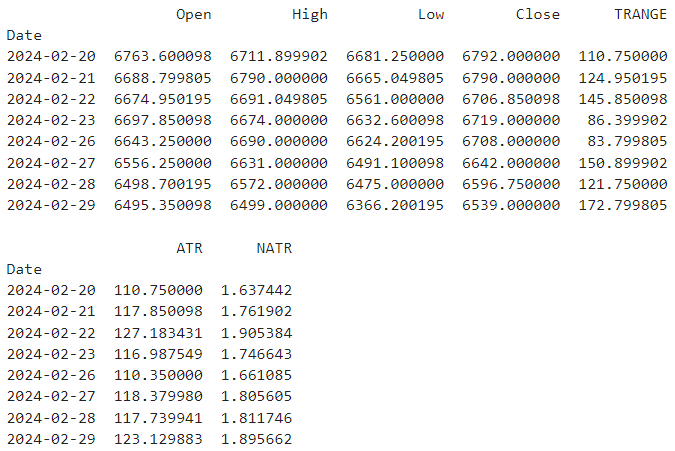 Open High Low Close TRANGE
Date
2024-02-20 6763.600098 6711.899902 6681.250000 6792.000000 110.750000
2024-02-21 6688.799805 6790.000000 6665.049805 6790.000000 124.950195
2024-02-22 6674.950195 6691.049805 6561.000000 6706.850098 145.850098
2024-02-23 6697.850098 6674.000000 6632.600098 6719.000000 86.399902
2024-02-26 6643.250000 6690.000000 6624.200195 6708.000000 83.799805
2024-02-27 6556.250000 6631.000000 6491.100098 6642.000000 150.899902
2024-02-28 6498.700195 6572.000000 6475.000000 6596.750000 121.750000
2024-02-29 6495.350098 6499.000000 6366.200195 6539.000000 172.799805
ATR NATR
Date
2024-02-20 110.750000 1.637442
2024-02-21 117.850098 1.761902
2024-02-22 127.183431 1.905384
2024-02-23 116.987549 1.746643
2024-02-26 110.350000 1.661085
2024-02-27 118.379980 1.805605
2024-02-28 117.739941 1.811746
2024-02-29 123.129883 1.895662